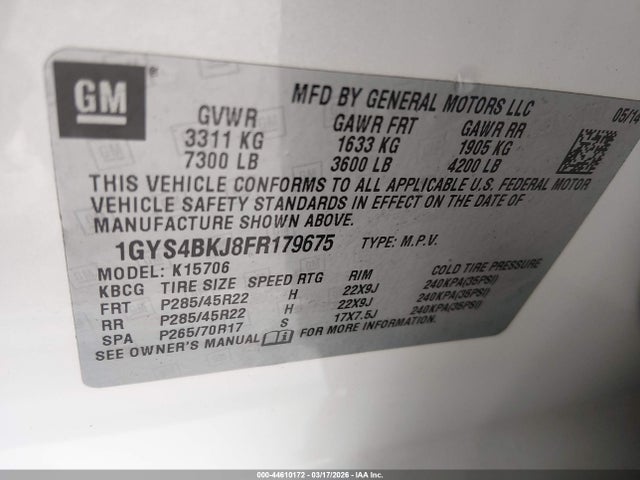 GM ®
MFD BY GENERAL MOTORS LLC 05/14
GVWR GAWR FRT GAWR RR
3311 KG 1633 KG 1905 KG
7300 LB 3600 LB 4200 LB
THIS VEHICLE CONFORMS TO ALL APPLICABLE U.S. FEDERAL MOTOR
VEHICLE SAFETY STANDARDS IN EFFECT ON THE DATE OF
MANUFACTURE SHOWN ABOVE.
1GYS4BKJ8FR179675 TYPE: M.P.V.
MODEL: K15706
KBCG TIRE SIZE SPEED RTG RIM COLD TIRE PRESSURE
FRT P285/45R22 H 22X9J 240KPA(35PSI)
RR P285/45R22 H 22X9J 240KPA(35PSI)
SPA P265/70R17 S 17X7.5J 240KPA(35PSI)
SEE OWNER'S MANUAL FOR MORE INFORMATION.
000-44610172 - 03/17/2026 - IAA Inc.